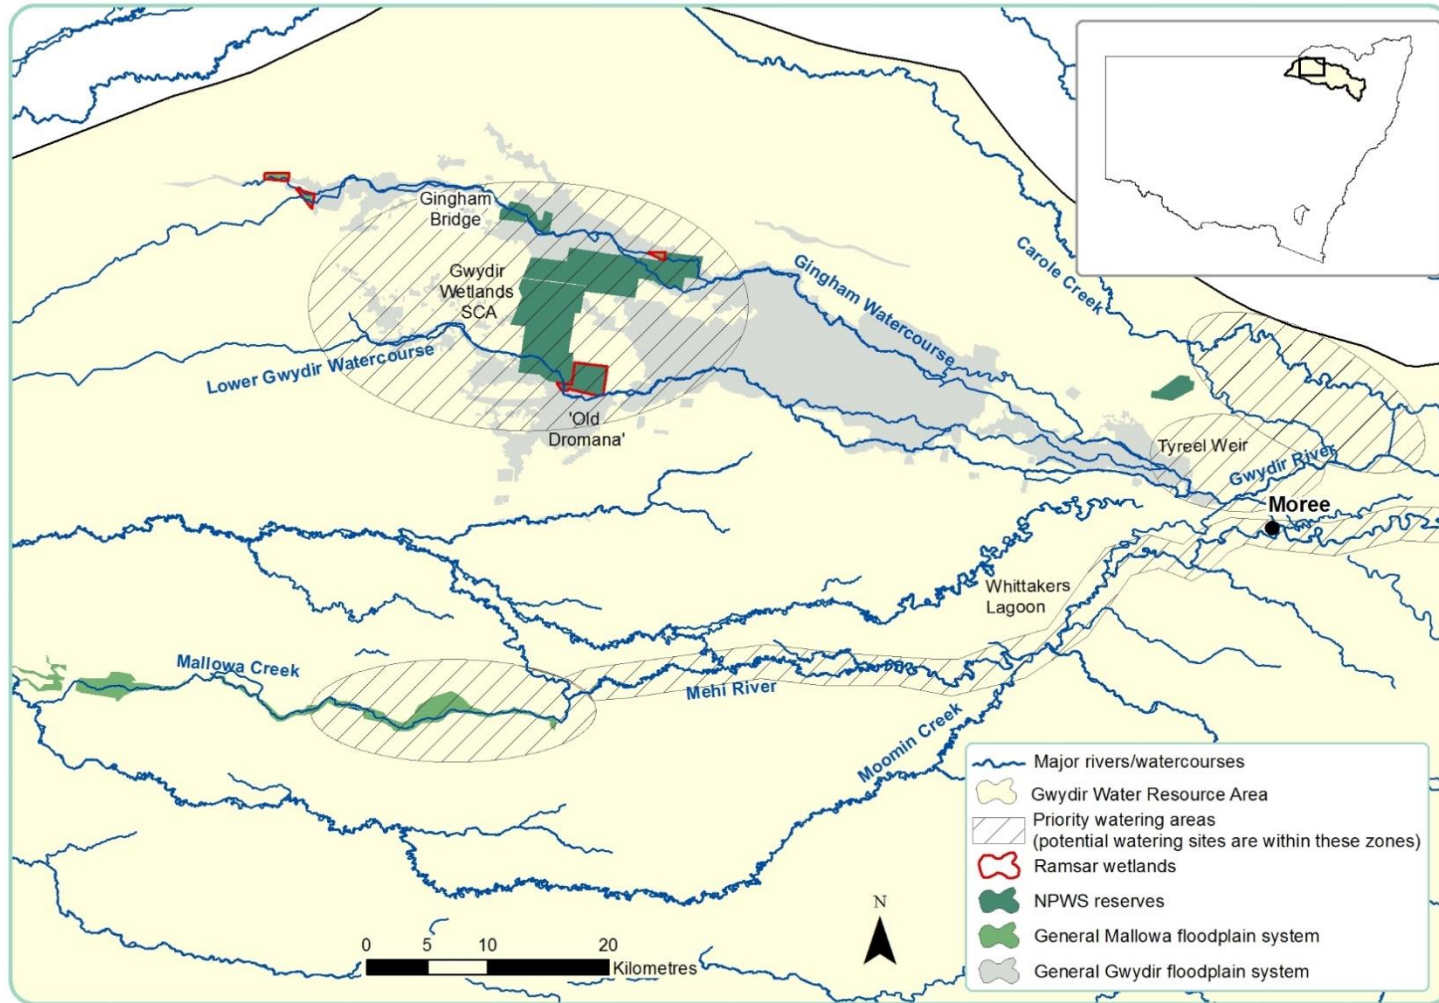 Gingham
Bridge
Carole Creek
Gwydir
Wetlands
SCA
Gingham Watercourse
Lower Gwydir Watercourse
'Old
Dromana'
Tyreel Weir
Gwydir River
Moree
Whittakers
Lagoon
Mallowa Creek
Mehi River
Moomin Creek
Major rivers/watercourses
Gwydir Water Resource Area
Priority watering areas
(potential watering sites are within these zones)
Ramsar wetlands
NPWS reserves
General Mallowa floodplain system
General Gwydir floodplain system
N
0 5 10 20
Kilometres